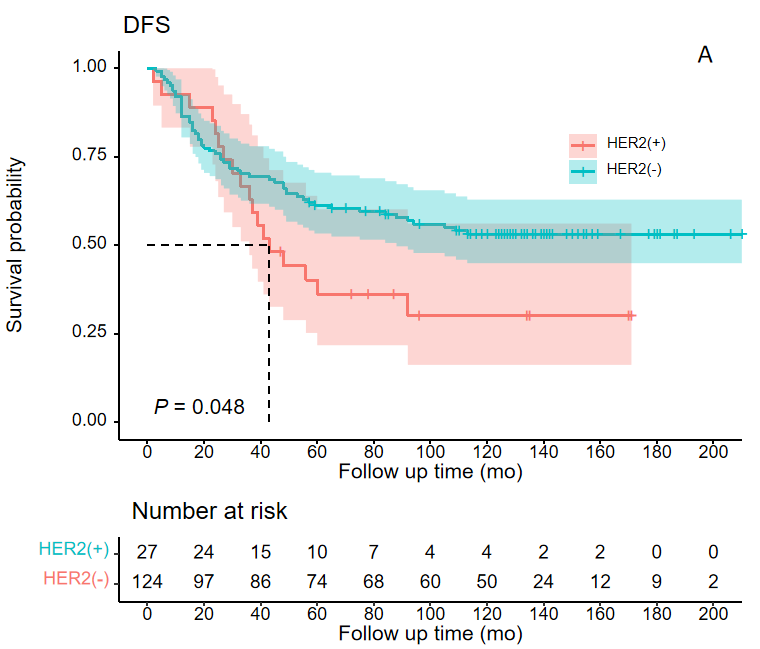 DFS
A
Survival probability
1.00
0.75
0.50
0.25
0.00
HER2(+)
HER2(-)
P = 0.048
0 20 40 60 80 100 120 140 160 180 200
Follow up time (mo)
Number at risk
HER2(+) 27 24 15 10 7 4 4 2 2 0 0
HER2(-) 124 97 86 74 68 60 50 24 12 9 2
0 20 40 60 80 100 120 140 160 180 200
Follow up time (mo)